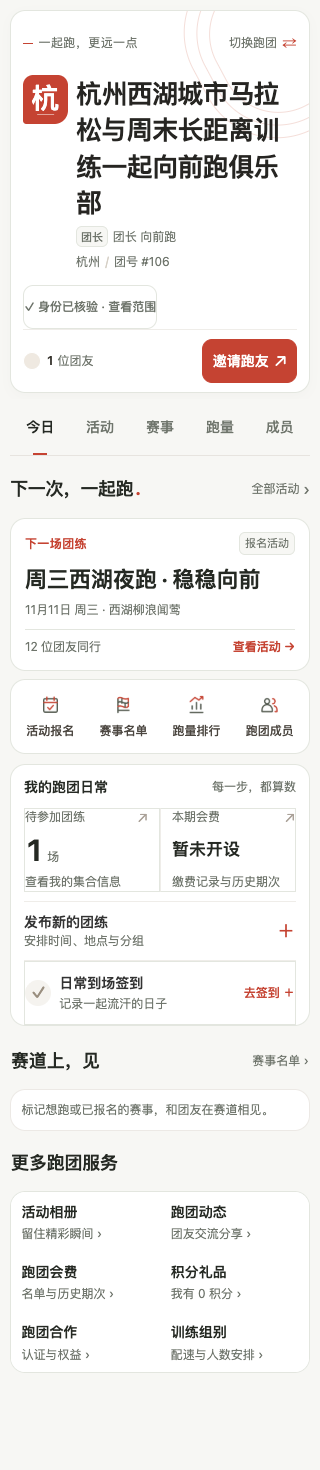 — 一起跑，更远一点
切换跑团
杭
杭州西湖城市马拉
松与周末长距离训
练一起向前跑俱乐
部
团长 团长 向前跑
杭州 / 团号 #106
✓ 身份已核验 · 查看范围
1 位团友
邀请跑友 ↗
今日 活动 赛事 跑量 成员
下一次，一起跑.
全部活动 ›
下一场团练
报名活动
周三西湖夜跑 · 稳稳向前
11月11日 周三 · 西湖柳浪闻莺
12 位团友同行
查看活动 →
活动报名 赛事名单 跑量排行 跑团成员
我的跑团日常
每一步，都算数
待参加团练 ↗
1 场
查看我的集合信息
本期会费 ↗
暂未开设
缴费记录与历史期次
发布新的团练
安排时间、地点与分组
+
日常到场签到
记录一起流汗的日子
去签到 +
赛道上，见
赛事名单 ›
标记想跑或已报名的赛事，和团友在赛道相见。
更多跑团服务
活动相册
留住精彩瞬间 ›
跑团动态
团友交流分享 ›
跑团会费
名单与历史期次 ›
积分礼品
我有 0 积分 ›
跑团合作
认证与权益 ›
训练组别
配速与人数安排 ›